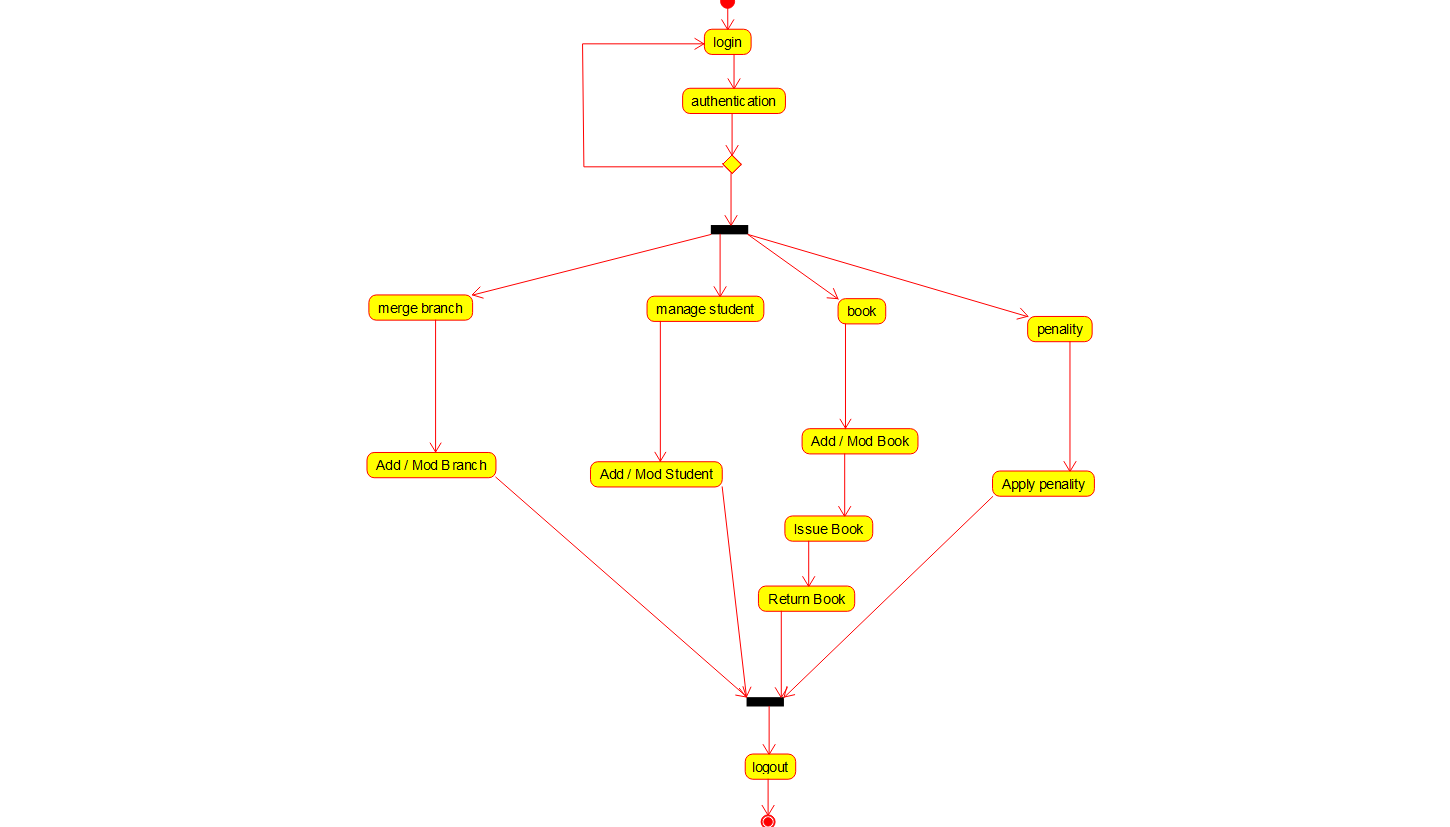 login
authentication
merge branch
manage student
book
penality
Add / Mod Book
Add / Mod Branch
Add / Mod Student
Apply penality
Issue Book
Return Book
logout